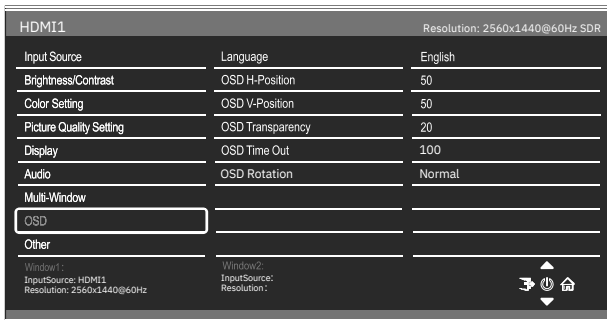 HDMI1 Resolution: 2560x1440@60Hz SDR
Input Source Language English
Brightness/Contrast OSD H-Position 50
Color Setting OSD V-Position 50
Picture Quality Setting OSD Transparency 20
Display OSD Time Out 100
Audio OSD Rotation Normal
Multi-Window
OSD
Other
Window1: Window2:
InputSource: HDMI1 InputSource:
Resolution: 2560x1440@60Hz Resolution: